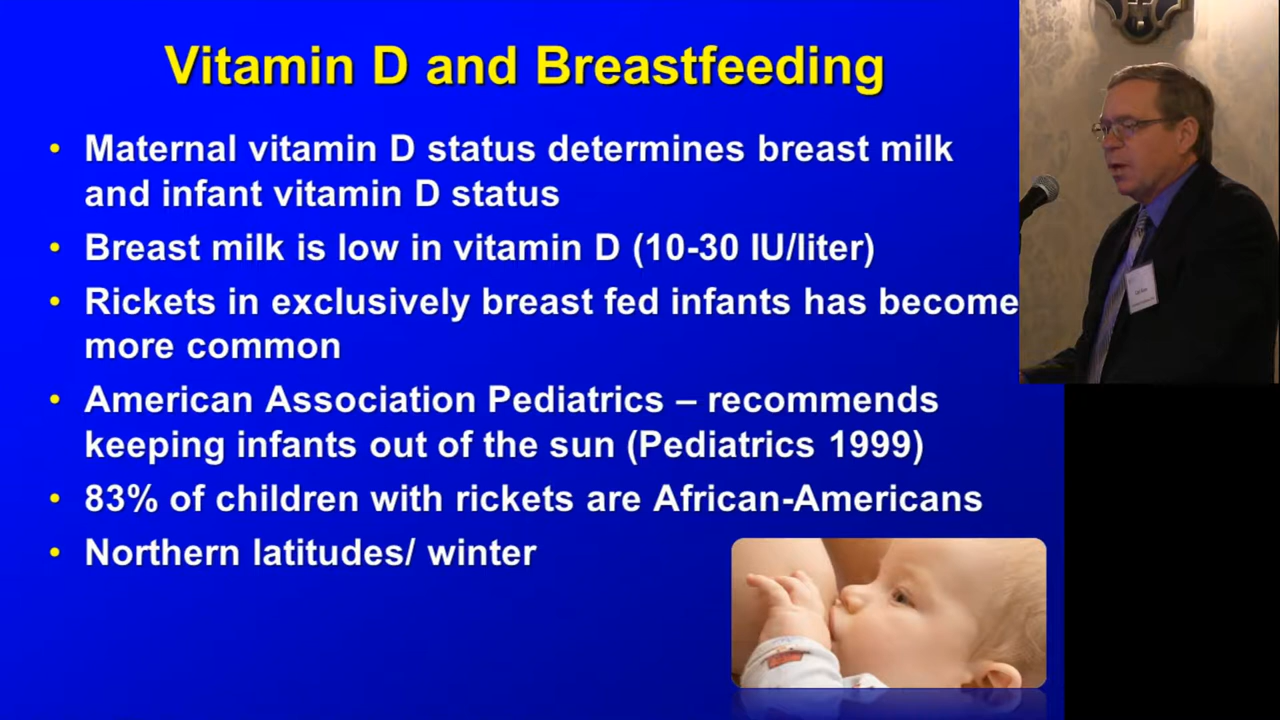 Vitamin D and Breastfeeding
• Maternal vitamin D status determines breast milk
and infant vitamin D status
• Breast milk is low in vitamin D (10-30 IU/liter)
• Rickets in exclusively breast fed infants has become
more common
• American Association Pediatrics – recommends
keeping infants out of the sun (Pediatrics 1999)
• 83% of children with rickets are African-Americans
• Northern latitudes/ winter